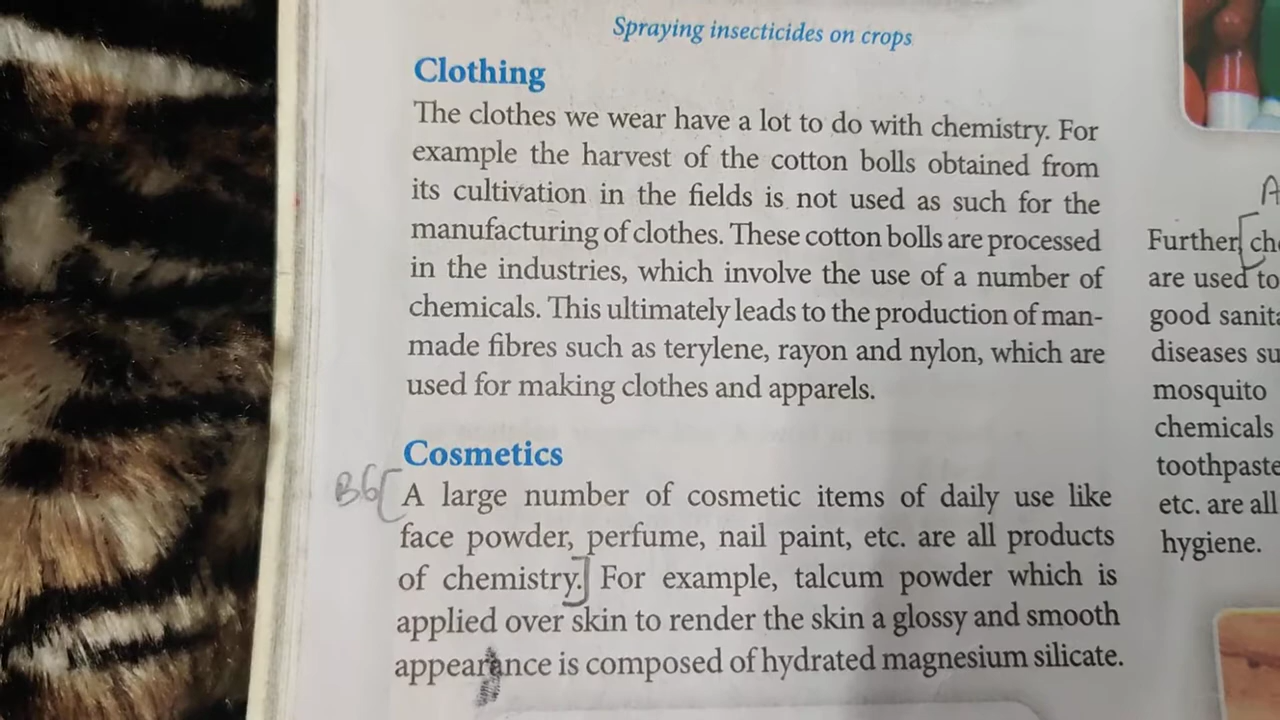 Spraying insecticides on crops
Clothing
The clothes we wear have a lot to do with chemistry. For
example the harvest of the cotton bolls obtained from
its cultivation in the fields is not used as such for the
manufacturing of clothes. These cotton bolls are processed
in the industries, which involve the use of a number of
chemicals. This ultimately leads to the production of man-
made fibres such as terylene, rayon and nylon, which are
used for making clothes and apparels.
Cosmetics
B6
A large number of cosmetic items of daily use like
face powder, perfume, nail paint, etc. are all products
of chemistry. For example, talcum powder which is
applied over skin to render the skin a glossy and smooth
appearance is composed of hydrated magnesium silicate.
A
Further
are used to
good
diseases
mosquito
chemicals
toothpaste
etc. are all
hygiene.